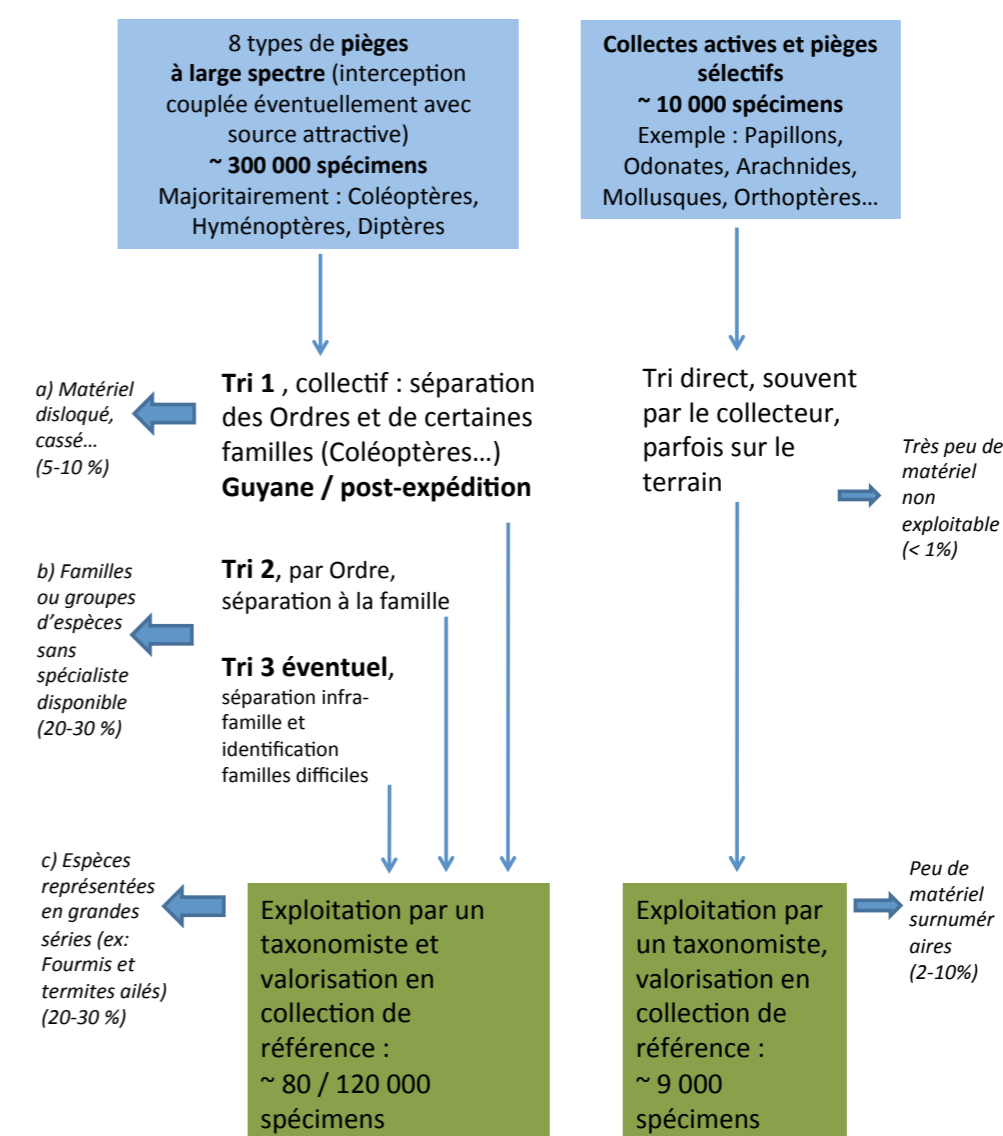 8 types de pièges
à large spectre (interception
couplée éventuellement avec
source attractive)
~ 300 000 spécimens
Majoritairement : Coléoptères,
Hyménoptères, Diptères
Collectes actives et pièges
sélectifs
~ 10 000 spécimens
Exemple : Papillons,
Odonates, Arachnides,
Mollusques, Orthoptères…
a) Matériel
disloqué,
cassé…
(5-10 %)
Tri 1 , collectif : séparation
des Ordres et de certaines
familles (Coléoptères…)
Guyane / post-expédition
Tri direct, souvent
par le collecteur,
parfois sur le
terrain
Très peu de
matériel
non
exploitable
(< 1%)
b) Familles
ou groupes
d’espèces
sans
spécialiste
disponible
(20-30 %)
Tri 2, par Ordre,
séparation à la famille
Tri 3 éventuel,
séparation infra-
famille et
identification
familles difficiles
c) Espèces
représentées
en grandes
séries (ex:
Fourmis et
termites ailés)
(20-30 %)
Exploitation par un
taxonomiste et
valorisation en
collection de
référence :
~ 80 / 120 000
spécimens
Exploitation par
un taxonomiste,
valorisation en
collection de
référence :
~ 9 000
spécimens
Peu de
matériel
surnumér
aires
(2-10%)